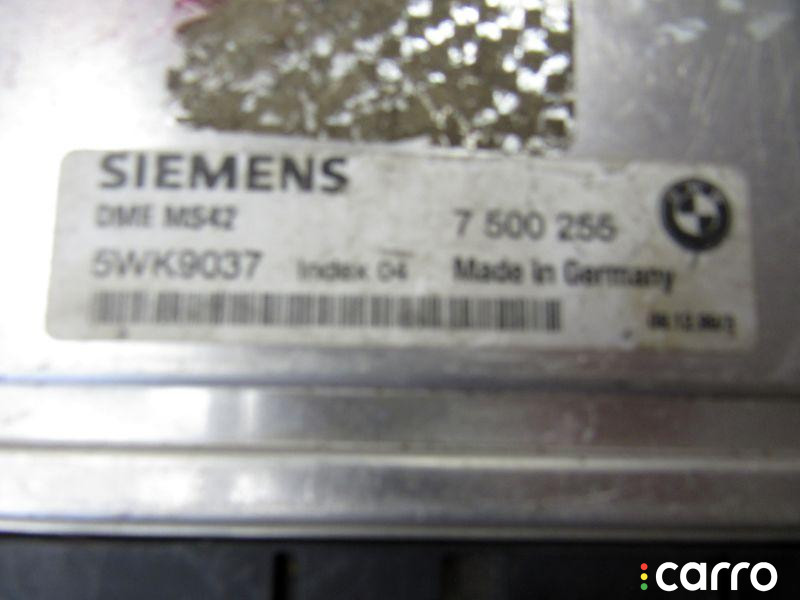 SIEMENS
DME MS42
7 500 255
5WK9037 Index 04 Made in Germany
carro